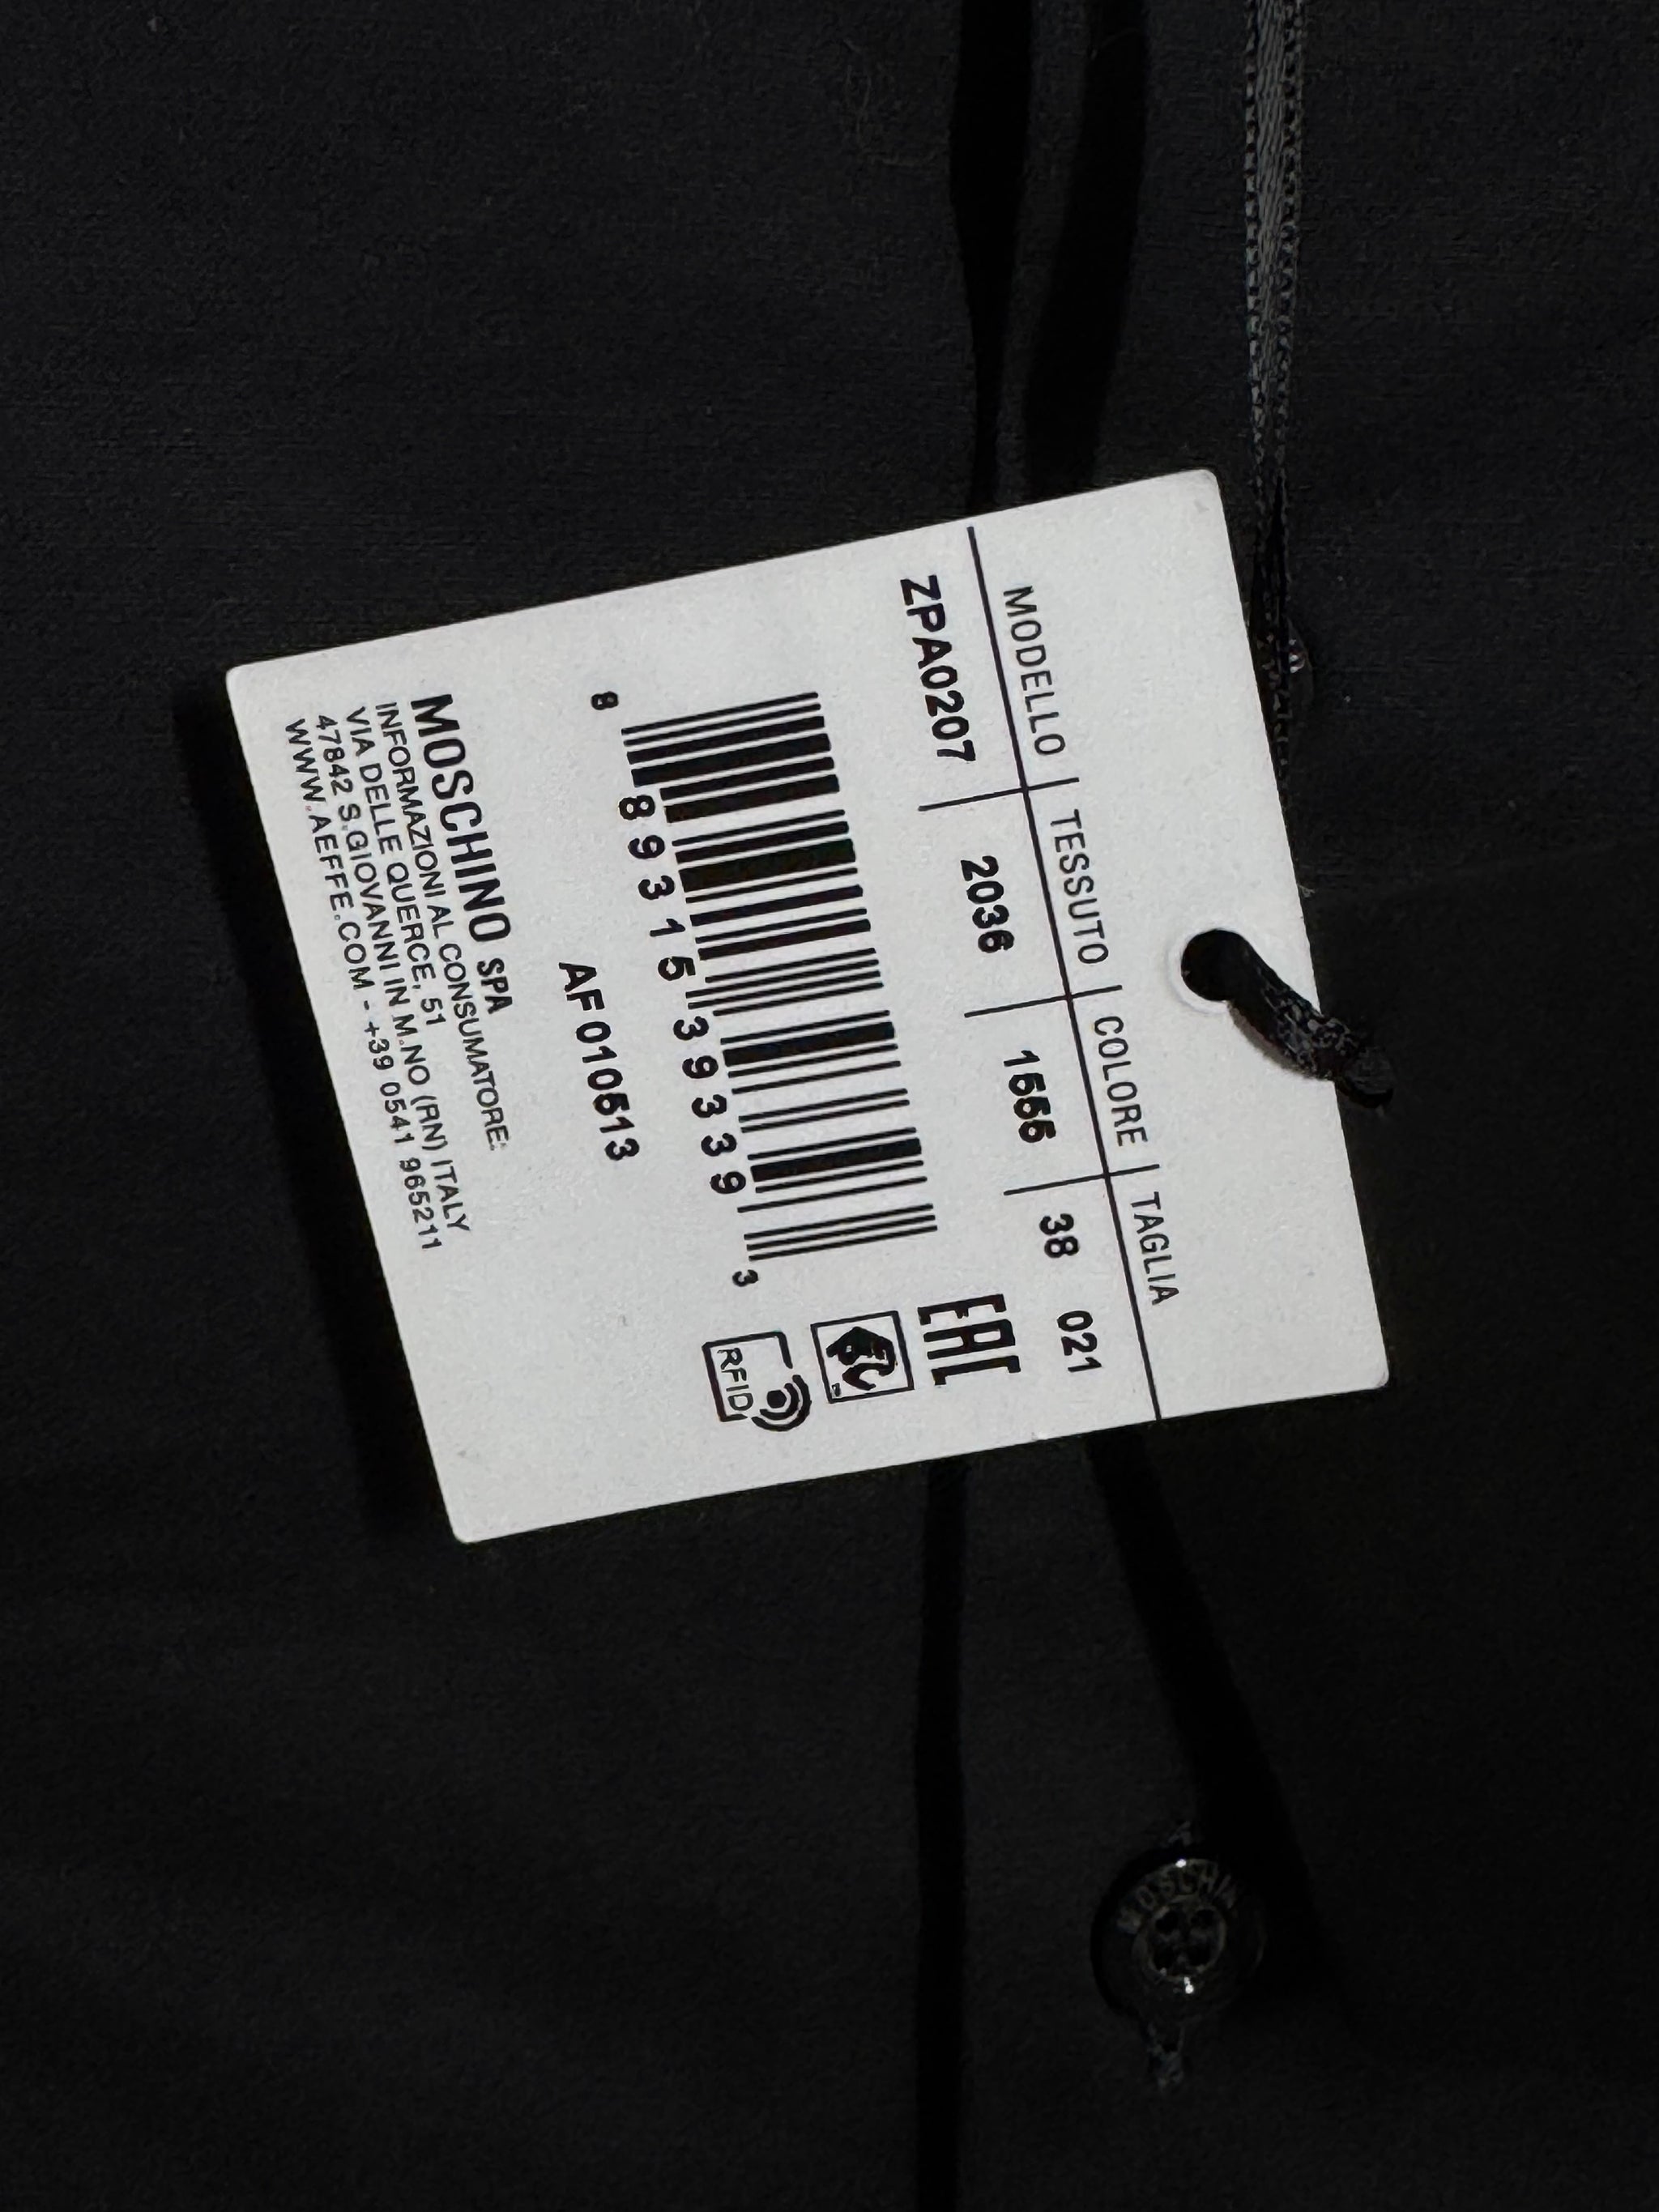 MODELLO | TESSUTO | COLORE | TAGLIA
ZPA0207 2036 1555 38 021
EAC
RFID
8 893153 93393 3
AF010513
MOSCHINO SPA
INFORMAZIONI AL CONSUMATORE:
VIA DELLE QUERCE, 51
47842 S.GIOVANNI IN M.NO (RN) ITALY
WWW.AEFFE.COM - +39 0541 965211
MOSCHINO